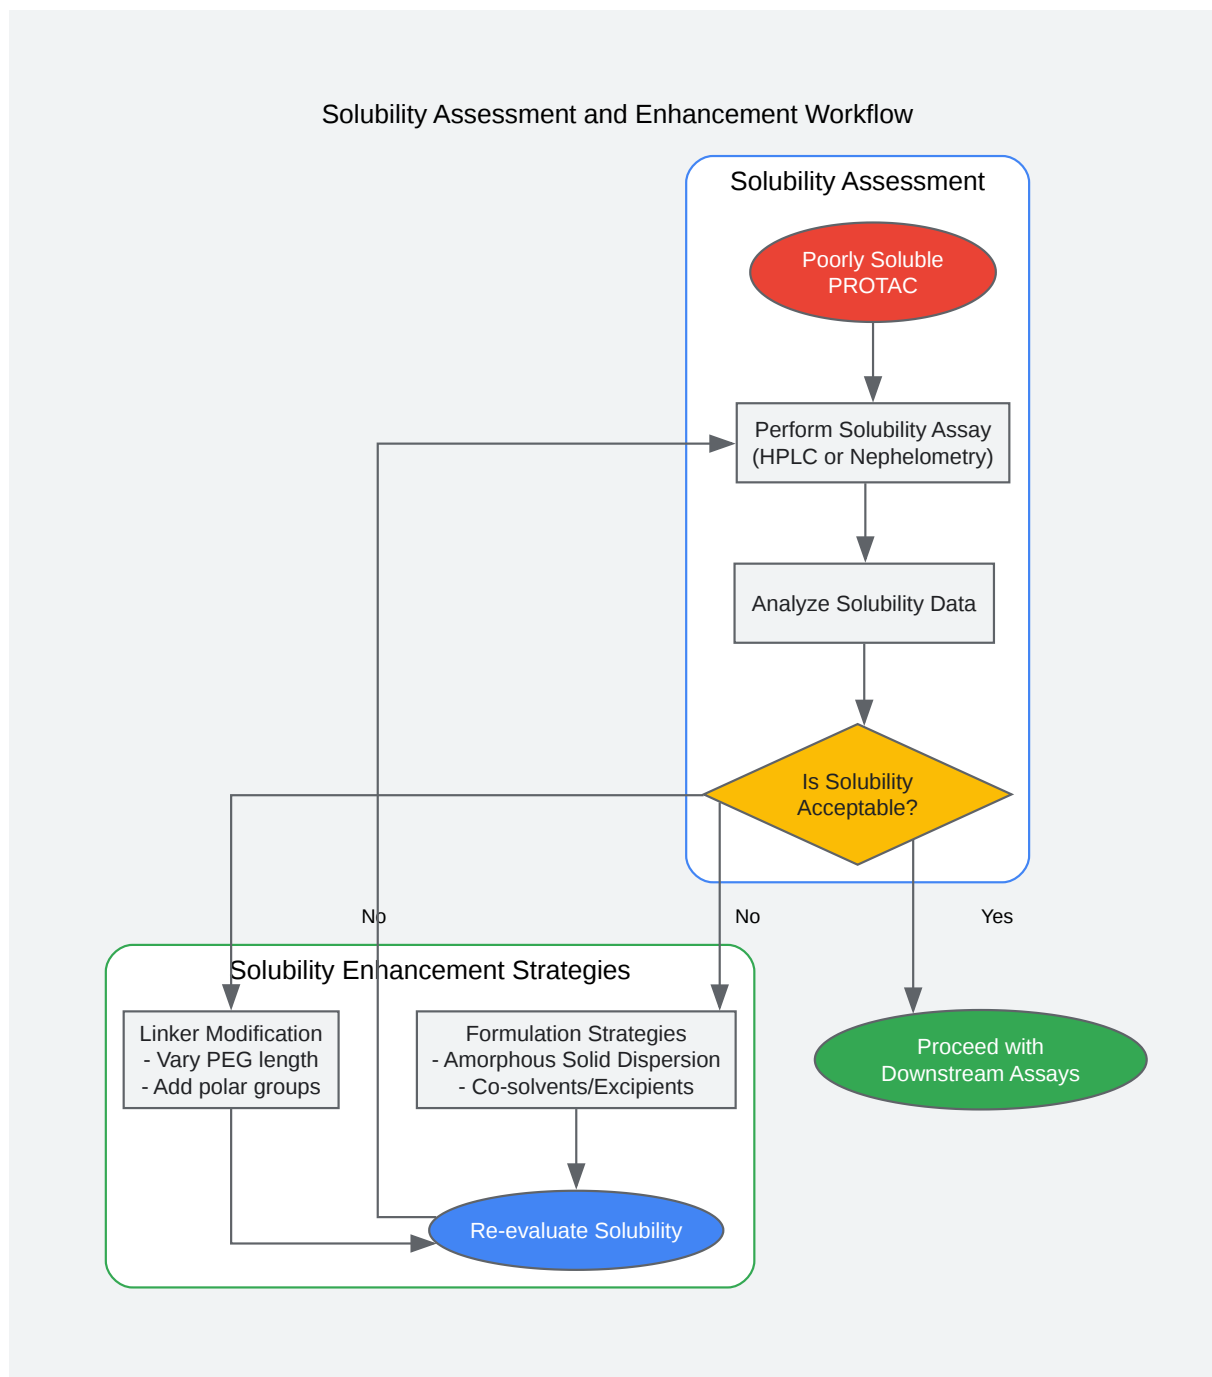 Solubility Assessment and Enhancement Workflow
Solubility Assessment
Poorly Soluble
PROTAC
Perform Solubility Assay
(HPLC or Nephelometry)
Analyze Solubility Data
Is Solubility
Acceptable?
No
No
Yes
Solubility Enhancement Strategies
Linker Modification
- Vary PEG length
- Add polar groups
Formulation Strategies
- Amorphous Solid Dispersion
- Co-solvents/Excipients
Proceed with
Downstream Assays
Re-evaluate Solubility